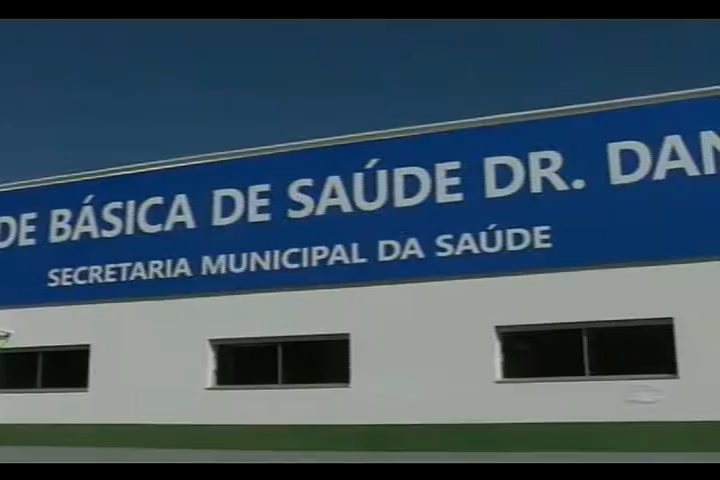 DE BÁSICA DE SAÚDE DR. DAN
SECRETARIA MUNICIPAL DA SAÚDE